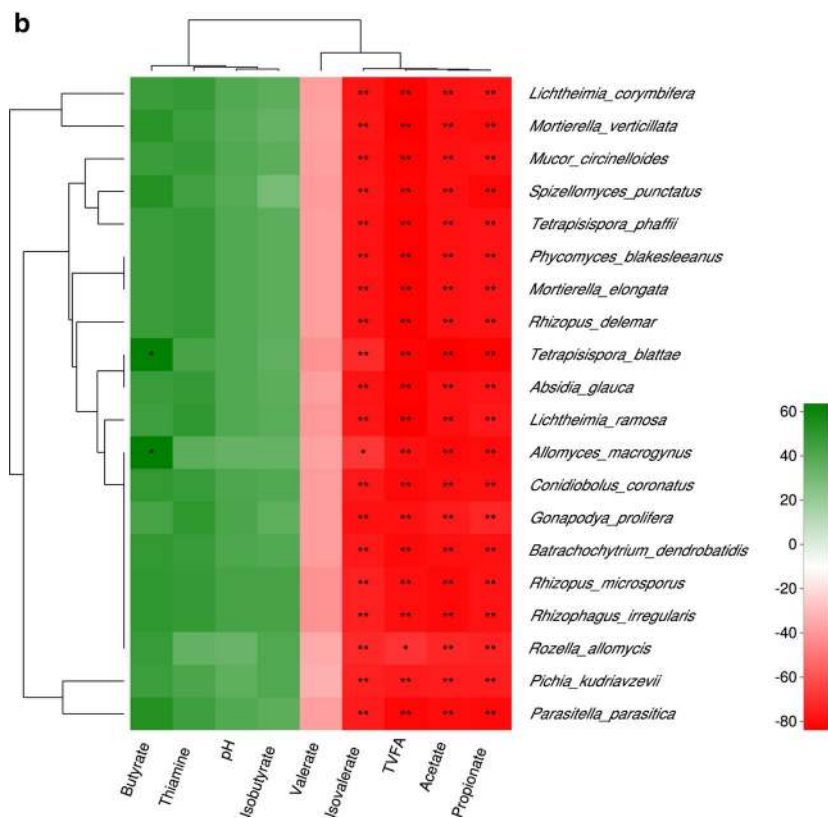 b
** ** ** ** Lichtheimia_corymbifera
** ** ** ** Mortierella_verticillata
** ** ** ** Mucor_circinelloides
** ** ** ** Spizellomyces_punctatus
** ** ** ** Tetrapisispora_phaffii
** ** ** ** Phycomyces_blakesleeanus
** ** ** ** Mortierella_elongata
** ** ** ** Rhizopus_delemar
* ** ** ** ** Tetrapisispora_blattae
** ** ** ** Absidia_glauca
** ** ** ** Lichtheimia_ramosa
* * ** ** ** Allomyces_macrogynus
** ** ** ** Conidiobolus_coronatus
** ** ** ** Gonapodya_prolifera
** ** ** ** Batrachochytrium_dendrobatidis
** ** ** ** Rhizopus_microsporus
** ** ** ** Rhizophagus_irregularis
** * ** ** Rozella_allomycis
** ** ** ** Pichia_kudriavzevii
** ** ** ** Parasitella_parasitica
Butyrate
Thiamine
pH
Isobutyrate
Valerate
Isovalerate
TVFA
Acetate
Propionate
60
40
20
0
-20
-40
-60
-80